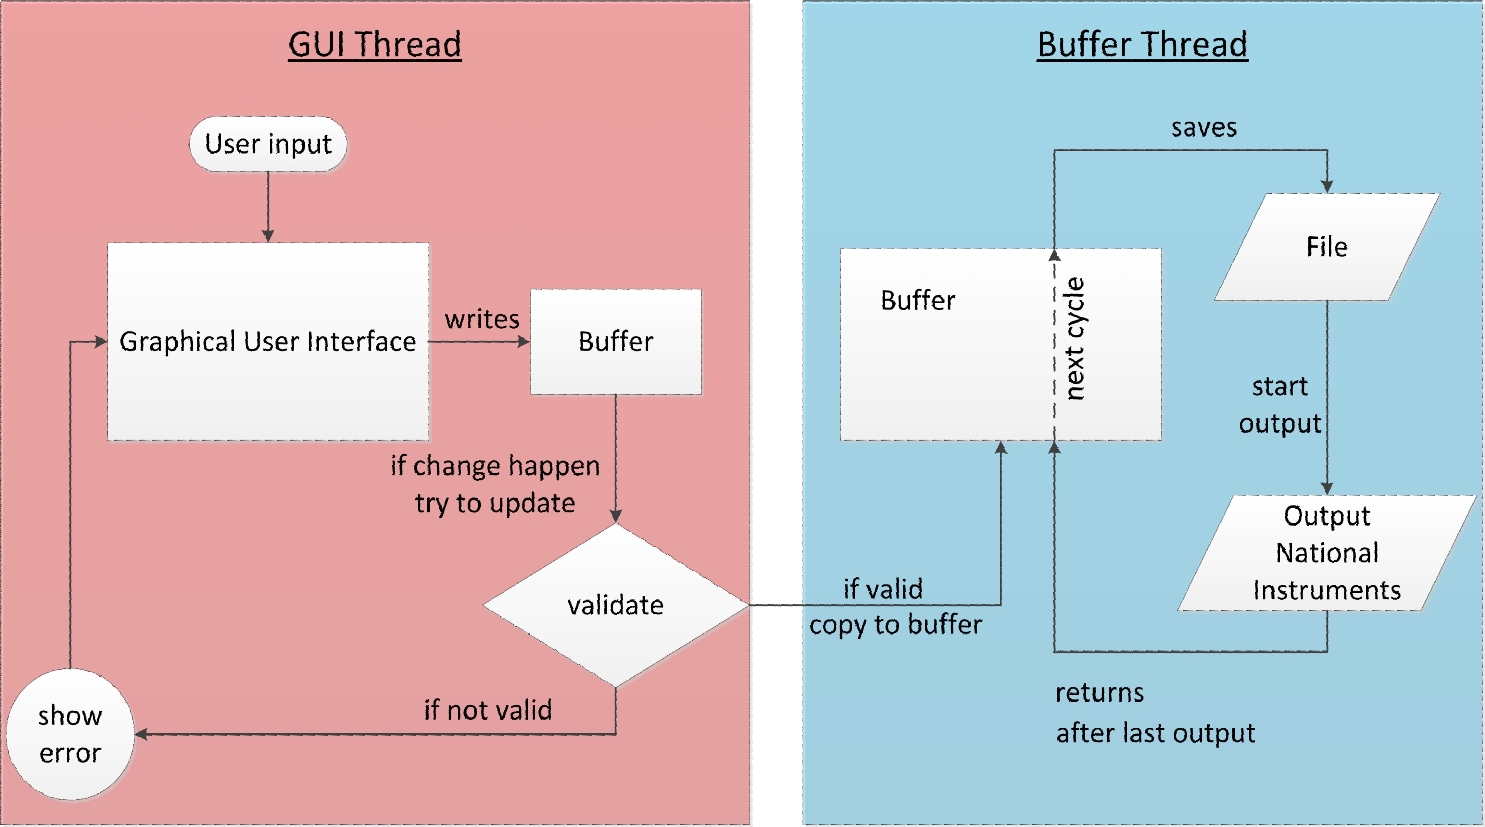 GUI Thread
User input
Graphical User Interface
writes
Buffer
if change happen
try to update
validate
if not valid
show
error
if valid
copy to buffer
Buffer Thread
saves
Buffer
next cycle
File
start
output
Output
National
Instruments
returns
after last output